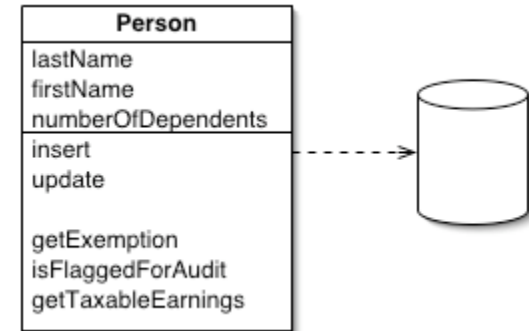 Person
lastName
firstName
numberOfDependents
insert
update
getExemption
isFlaggedForAudit
getTaxableEarnings